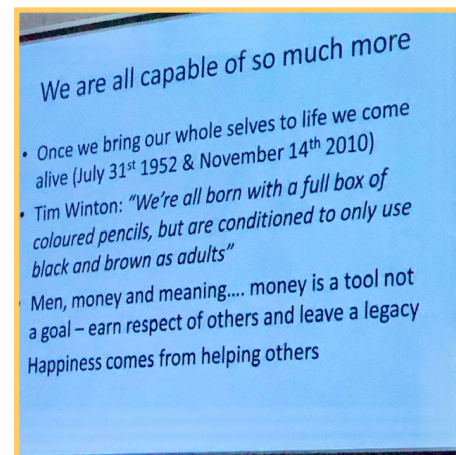 We are all capable of so much more
• Once we bring our whole selves to life we come
alive (July 31st 1952 & November 14th 2010)
• Tim Winton: "We're all born with a full box of
coloured pencils, but are conditioned to only use
black and brown as adults"
• Men, money and meaning.... money is a tool not
a goal – earn respect of others and leave a legacy
Happiness comes from helping others